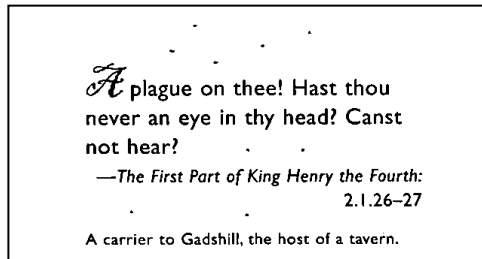 A plague on thee! Hast thou
never an eye in thy head? Canst
not hear?
—The First Part of King Henry the Fourth:
2.1.26–27
A carrier to Gadshill, the host of a tavern.